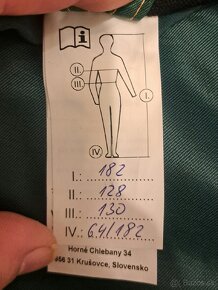 i
II.
III.
I.
IV.
I.: 182
II.: 128
III.: 130
IV.: 64/182
Horné Chlebany 34
956 31 Krušovce, Slovensko